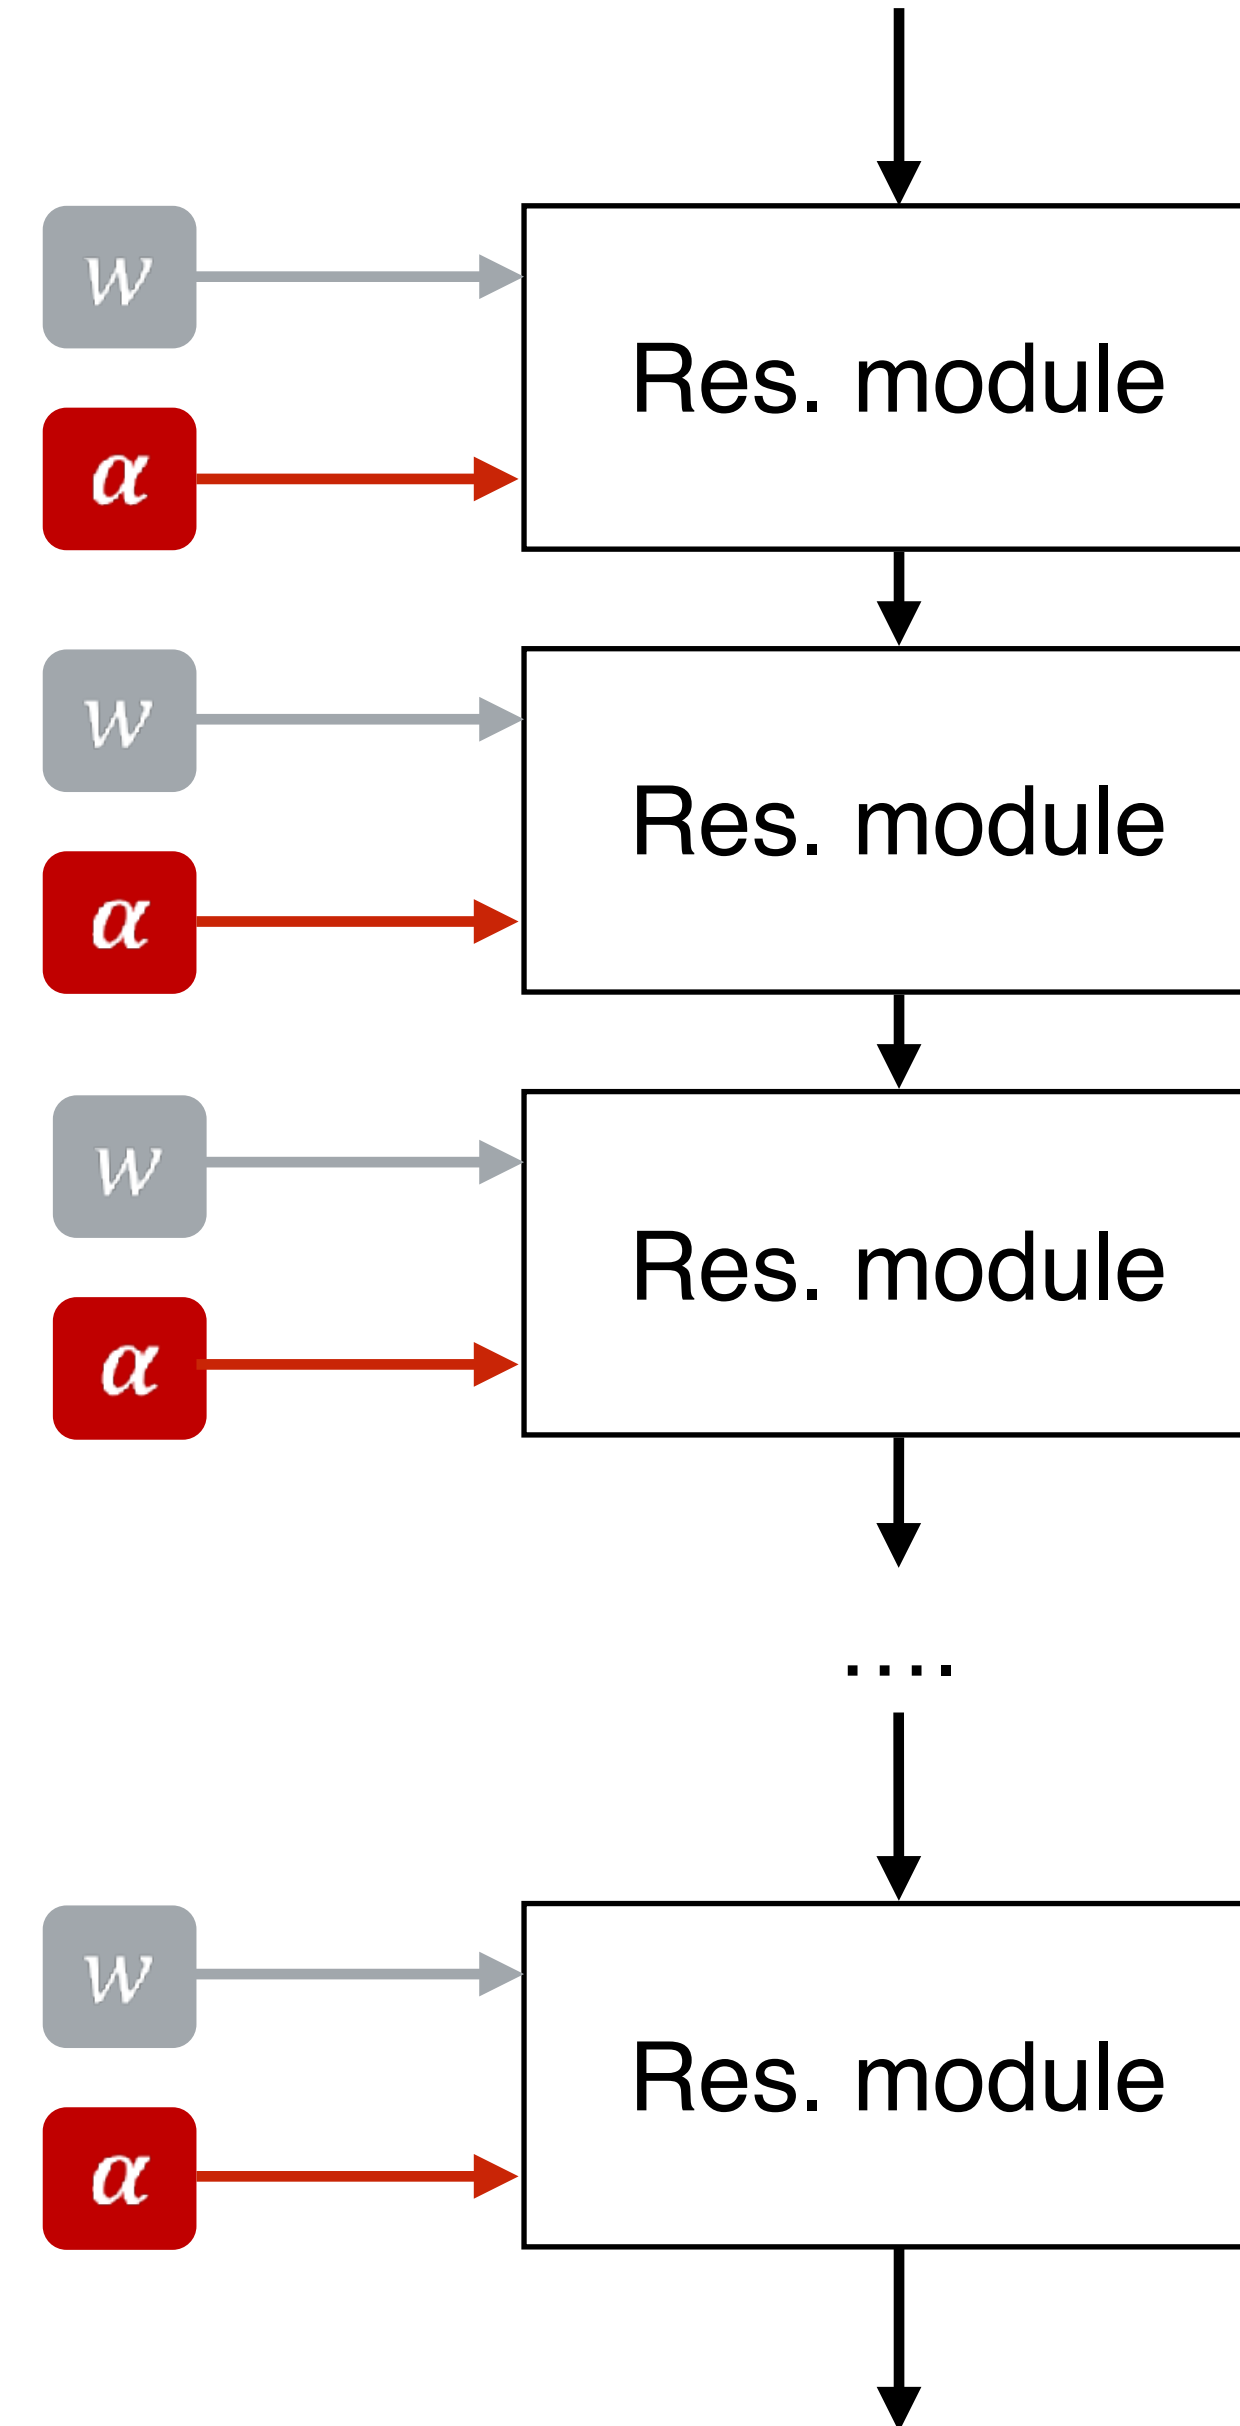 w
Res. module
α
w
Res. module
α
w
Res. module
α
....
w
Res. module
α